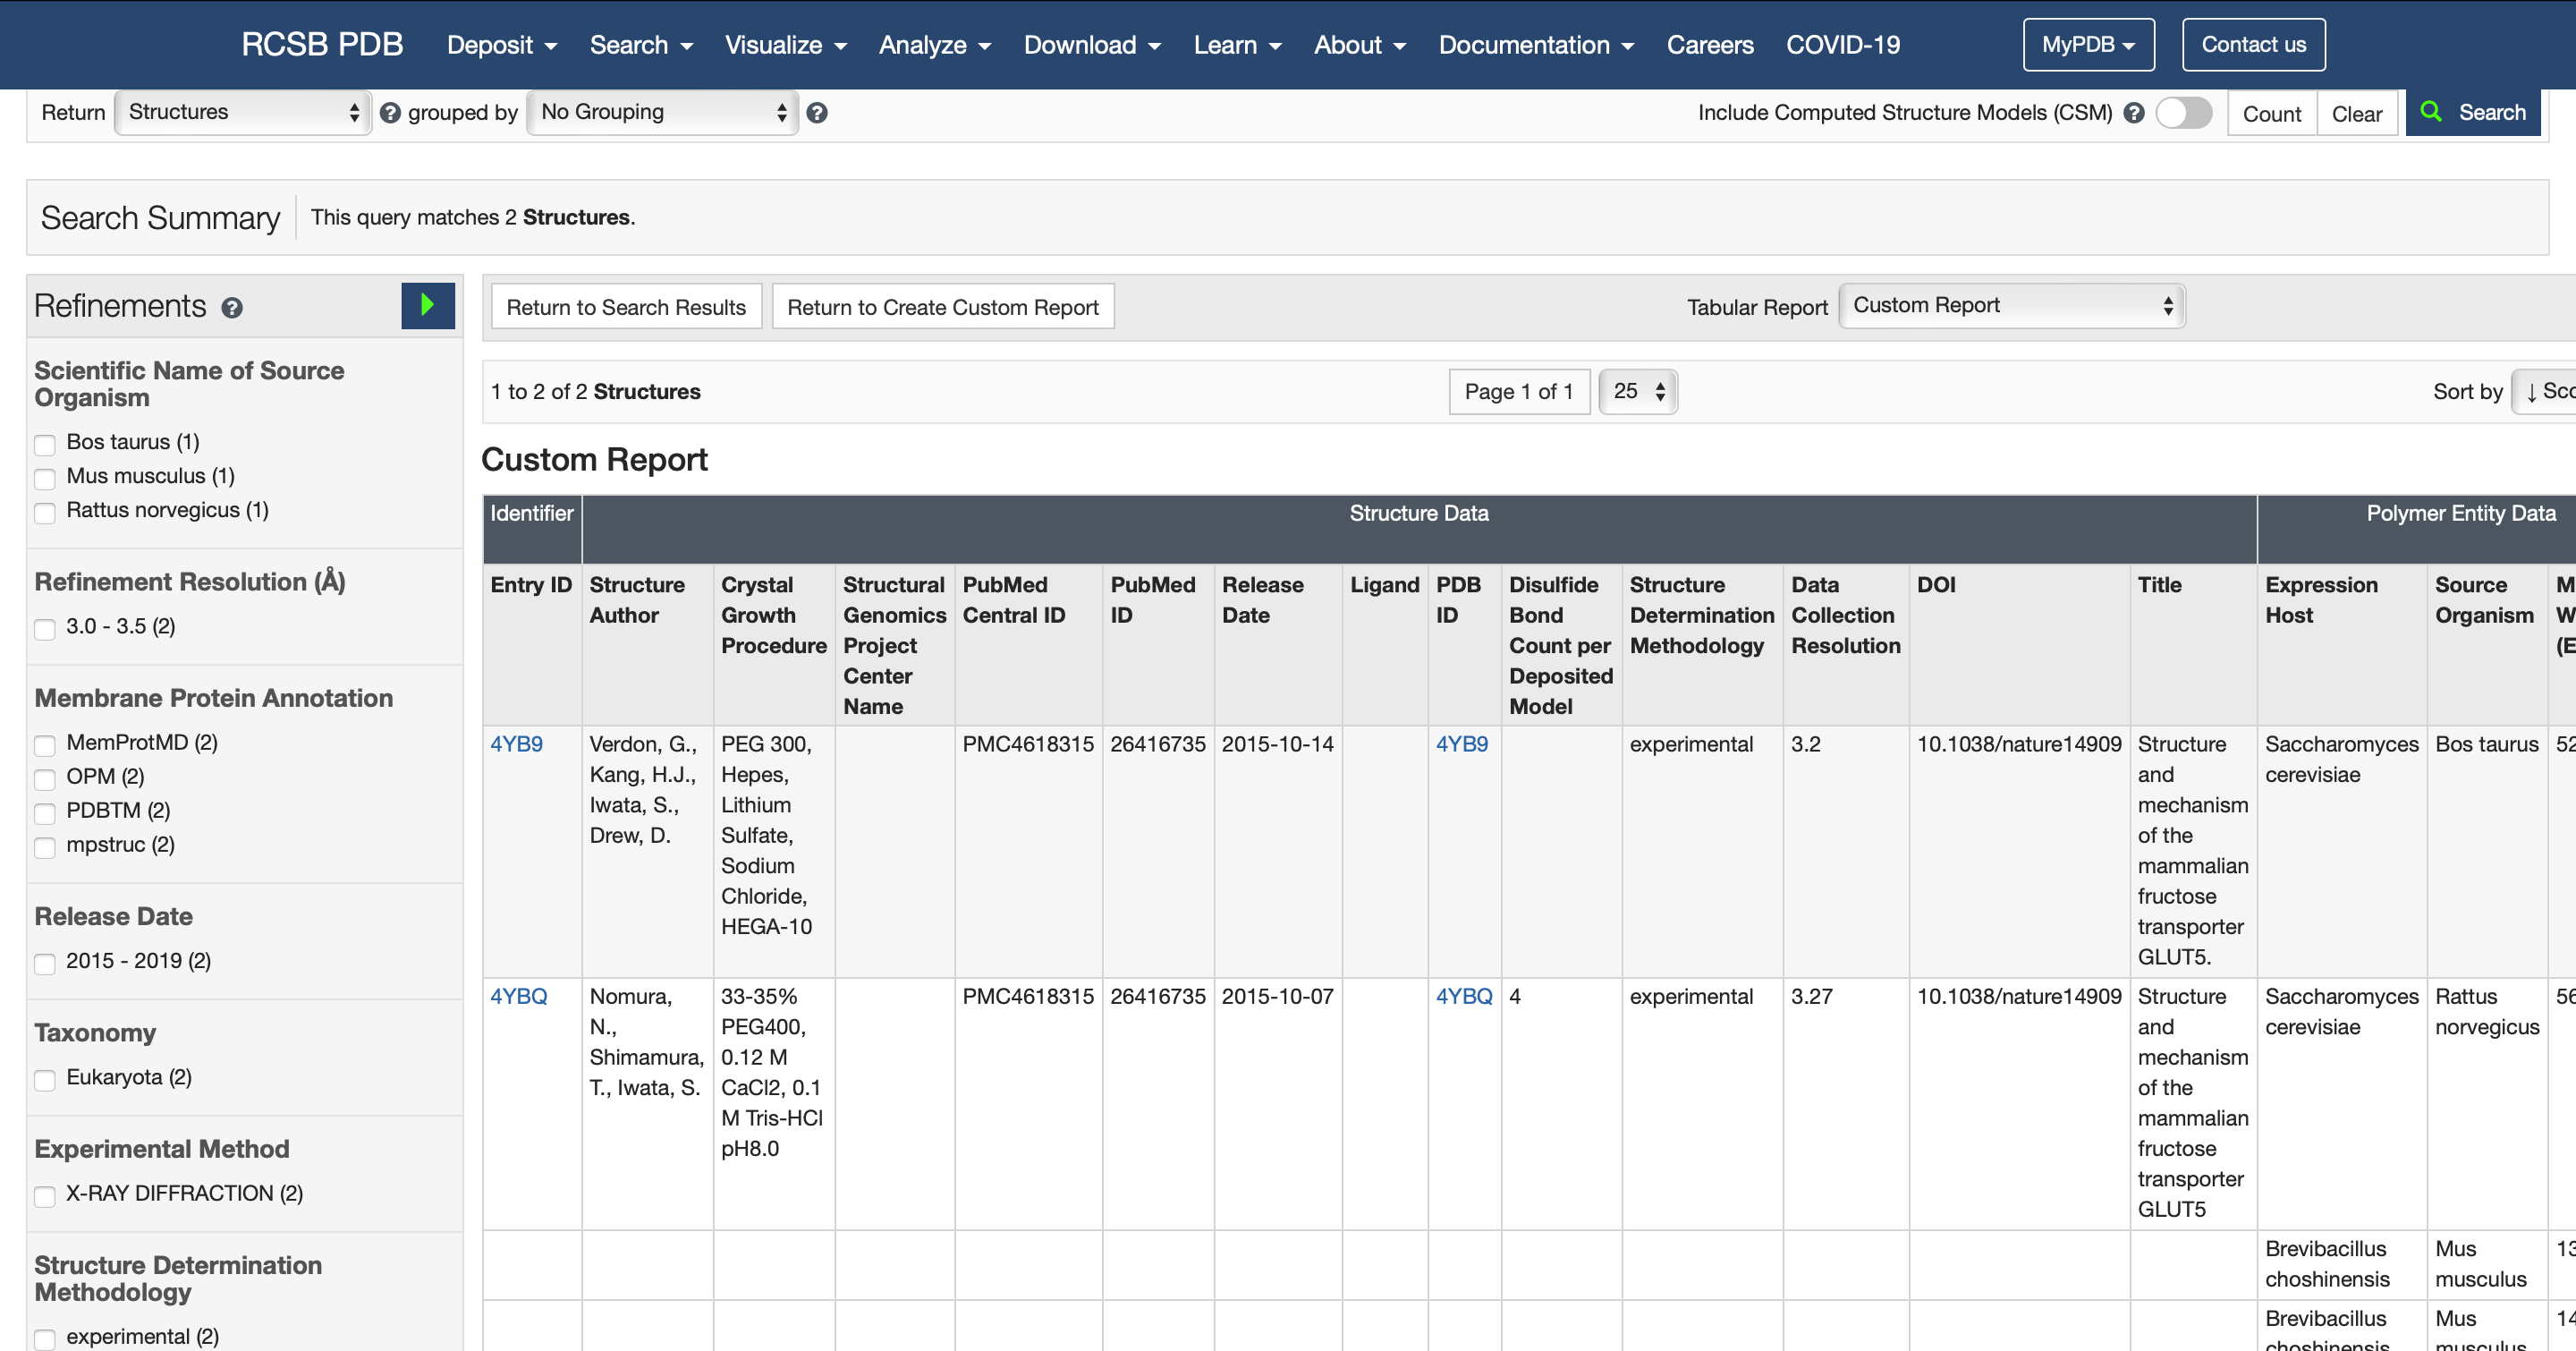 RCSB PDB Deposit Search Visualize Analyze Download Learn About Documentation Careers COVID-19 MyPDB Contact us
Return Structures ? grouped by No Grouping ? Include Computed Structure Models (CSM) ? Count Clear Search
Search Summary This query matches 2 Structures.
Refinements ?
Scientific Name of Source
Organism
Bos taurus (1)
Mus musculus (1)
Rattus norvegicus (1)
Refinement Resolution (Å)
3.0 - 3.5 (2)
Membrane Protein Annotation
MemProtMD (2)
OPM (2)
PDBTM (2)
mpstruc (2)
Release Date
2015 - 2019 (2)
Taxonomy
Eukaryota (2)
Experimental Method
X-RAY DIFFRACTION (2)
Structure Determination
Methodology
experimental (2)
Return to Search Results Return to Create Custom Report Tabular Report Custom Report
1 to 2 of 2 Structures Page 1 of 1 25 Sort by ↓ Sco
Custom Report
Identifier Structure Data Polymer Entity Data
Entry ID
Structure
Author
Crystal
Growth
Procedure
Structural
Genomics
Project
Center
Name
PubMed
Central ID
PubMed
ID
Release
Date
Ligand
PDB
ID
Disulfide
Bond
Count per
Deposited
Model
Structure
Determination
Methodology
Data
Collection
Resolution
DOI
Title
Expression
Host
Source
Organism
M
W
(E
4YB9
Verdon, G.,
Kang, H.J.,
Iwata, S.,
Drew, D.
PEG 300,
Hepes,
Lithium
Sulfate,
Sodium
Chloride,
HEGA-10
PMC4618315
26416735
2015-10-14
4YB9
experimental
3.2
10.1038/nature14909
Structure
and
mechanism
of the
mammalian
fructose
transporter
GLUT5.
Saccharomyces
cerevisiae
Bos taurus
52
4YBQ
Nomura,
N.,
Shimamura,
T., Iwata, S.
33-35%
PEG400,
0.12 M
CaCl2, 0.1
M Tris-HCl
pH8.0
PMC4618315
26416735
2015-10-07
4YBQ
4
experimental
3.27
10.1038/nature14909
Structure
and
mechanism
of the
mammalian
fructose
transporter
GLUT5
Saccharomyces
cerevisiae
Rattus
norvegicus
56
Brevibacillus
choshinensis
Mus
musculus
13
Brevibacillus
choshinensis
Mus
musculus
14